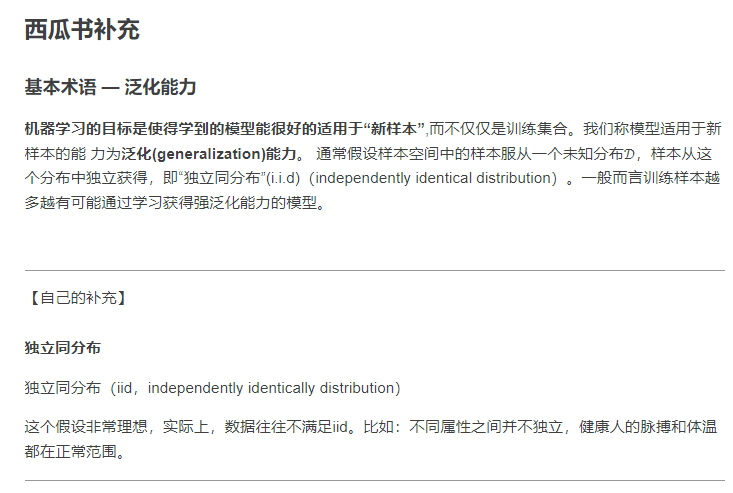 西瓜书补充
基本术语 — 泛化能力
机器学习的目标是使得学到的模型能很好的适用于“新样本”,而不仅仅是训练集合。我们称模型适用于新
样本的能 力为泛化(generalization)能力。 通常假设样本空间中的样本服从一个未知分布𝒟，样本从这
个分布中独立获得，即“独立同分布”(i.i.d)（independently identical distribution）。一般而言训练样本越
多越有可能通过学习获得强泛化能力的模型。
【自己的补充】
独立同分布
独立同分布（iid，independently identically distribution）
这个假设非常理想，实际上，数据往往不满足iid。比如：不同属性之间并不独立，健康人的脉搏和体温
都在正常范围。